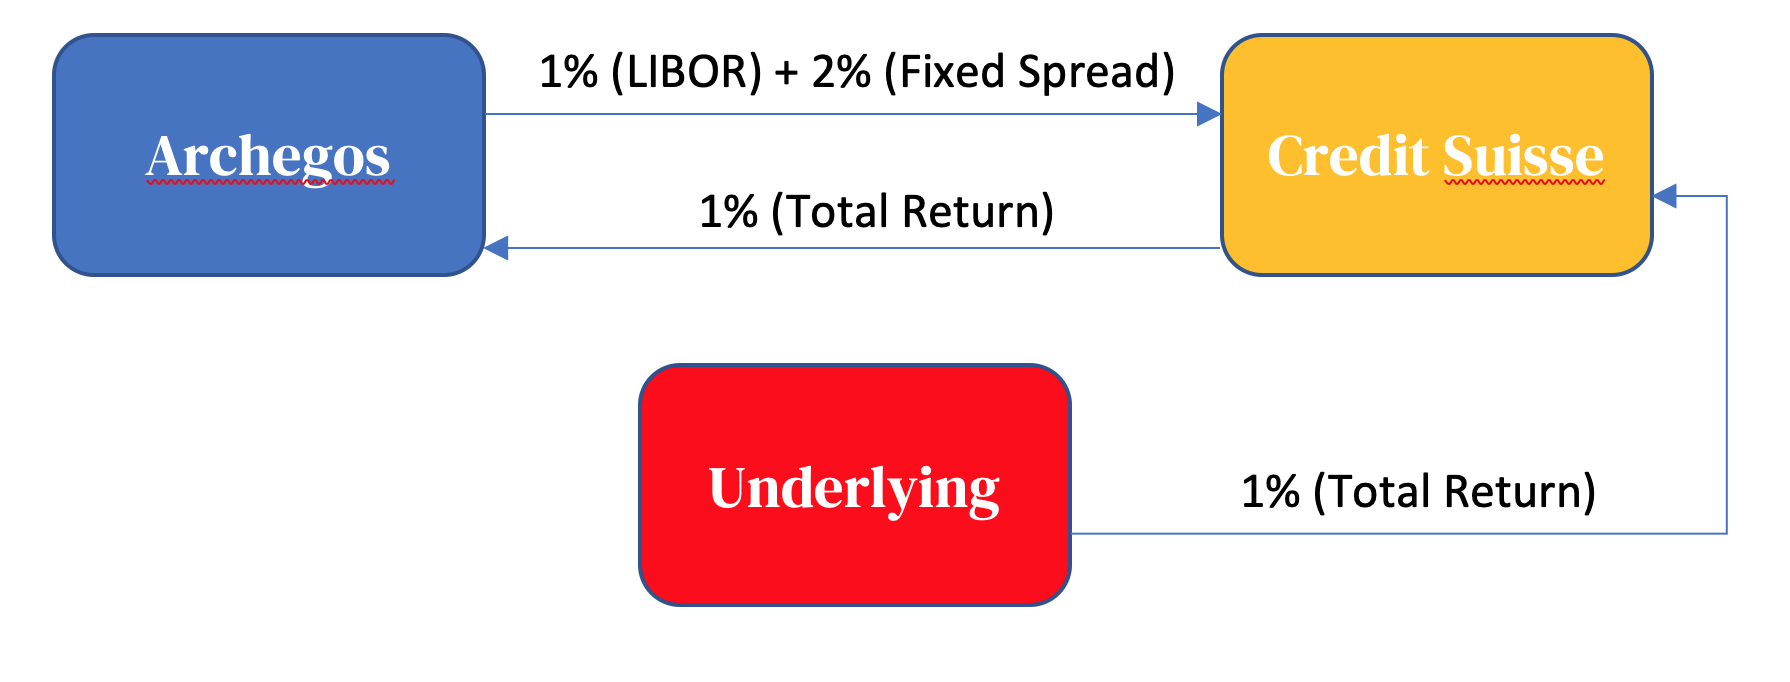 1% (LIBOR) + 2% (Fixed Spread)
Archegos
Credit Suisse
1% (Total Return)
Underlying
1% (Total Return)